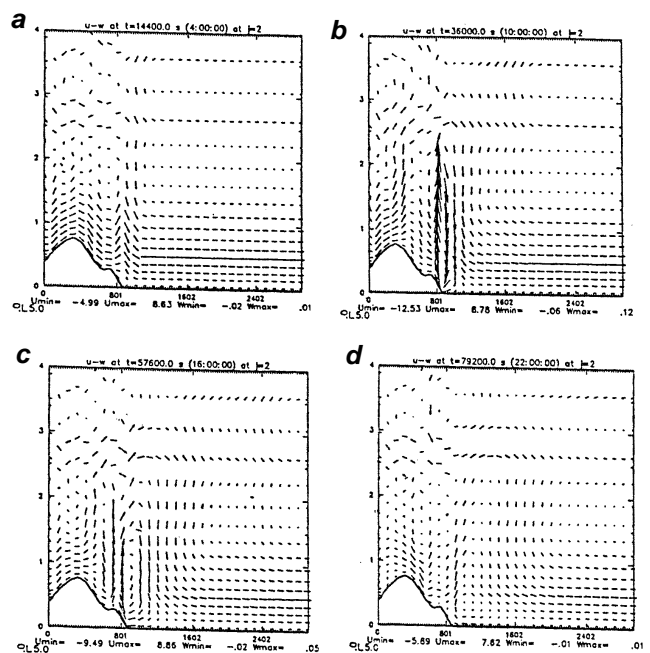 a
u-w at t=14400.0 s (4:00:00) at j=2
4
3
2
1
0
0 801 1602 2402
Umin= -4.99 Umax= 8.63 Wmin= -.02 Wmax= .01
b
u-w at t=36000.0 s (10:00:00) at j=2
4
3
2
1
0
0 801 1602 2402
Umin= -12.53 Umax= 8.78 Wmin= -.06 Wmax= .12
c
u-w at t=57600.0 s (16:00:00) at j=2
4
3
2
1
0
0 801 1602 2402
Umin= -9.49 Umax= 8.86 Wmin= -.02 Wmax= .05
d
u-w at t=79200.0 s (22:00:00) at j=2
4
3
2
1
0
0 801 1602 2402
Umin= -5.89 Umax= 7.62 Wmin= -.01 Wmax= .01